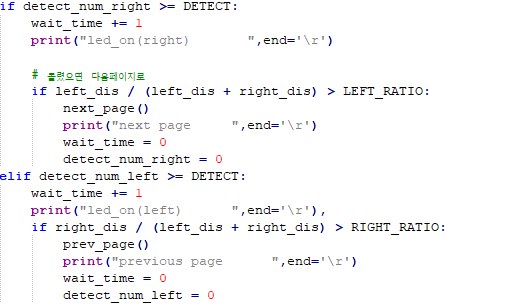 if detect_num_right >= DETECT:
    wait_time += 1
    print("led_on(right)        ",end='\r')
    # 흘렸으면 다음페이지로
    if left_dis / (left_dis + right_dis) > LEFT_RATIO:
        next_page()
        print("next page      ",end='\r')
        wait_time = 0
        detect_num_right = 0
elif detect_num_left >= DETECT:
    wait_time += 1
    print("led_on(left)       ",end='\r'),
    if right_dis / (left_dis + right_dis) > RIGHT_RATIO:
        prev_page()
        print("previous page       ",end='\r')
        wait_time = 0
        detect_num_left = 0